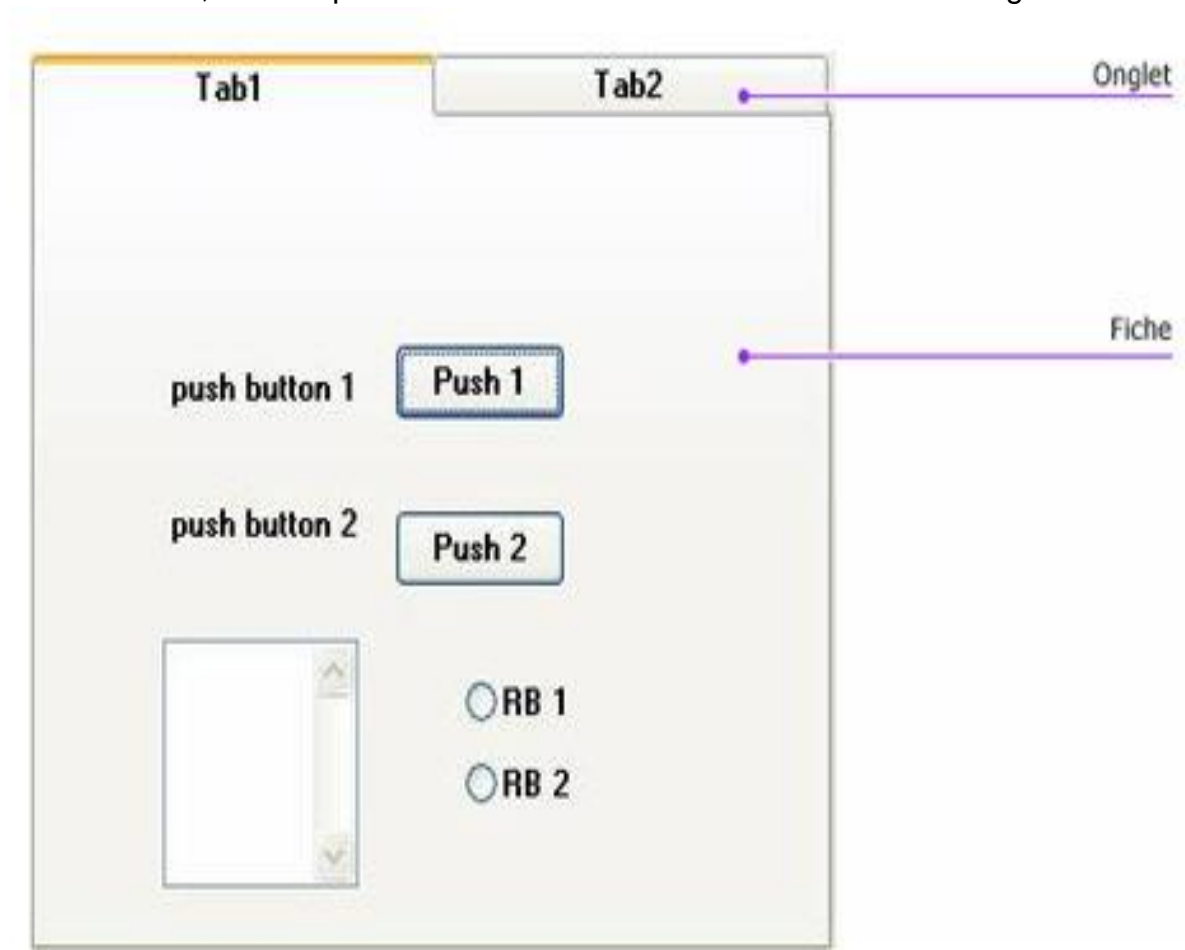 Tab1
Tab2
Onglet
Fiche
push button 1
Push 1
push button 2
Push 2
RB 1
RB 2